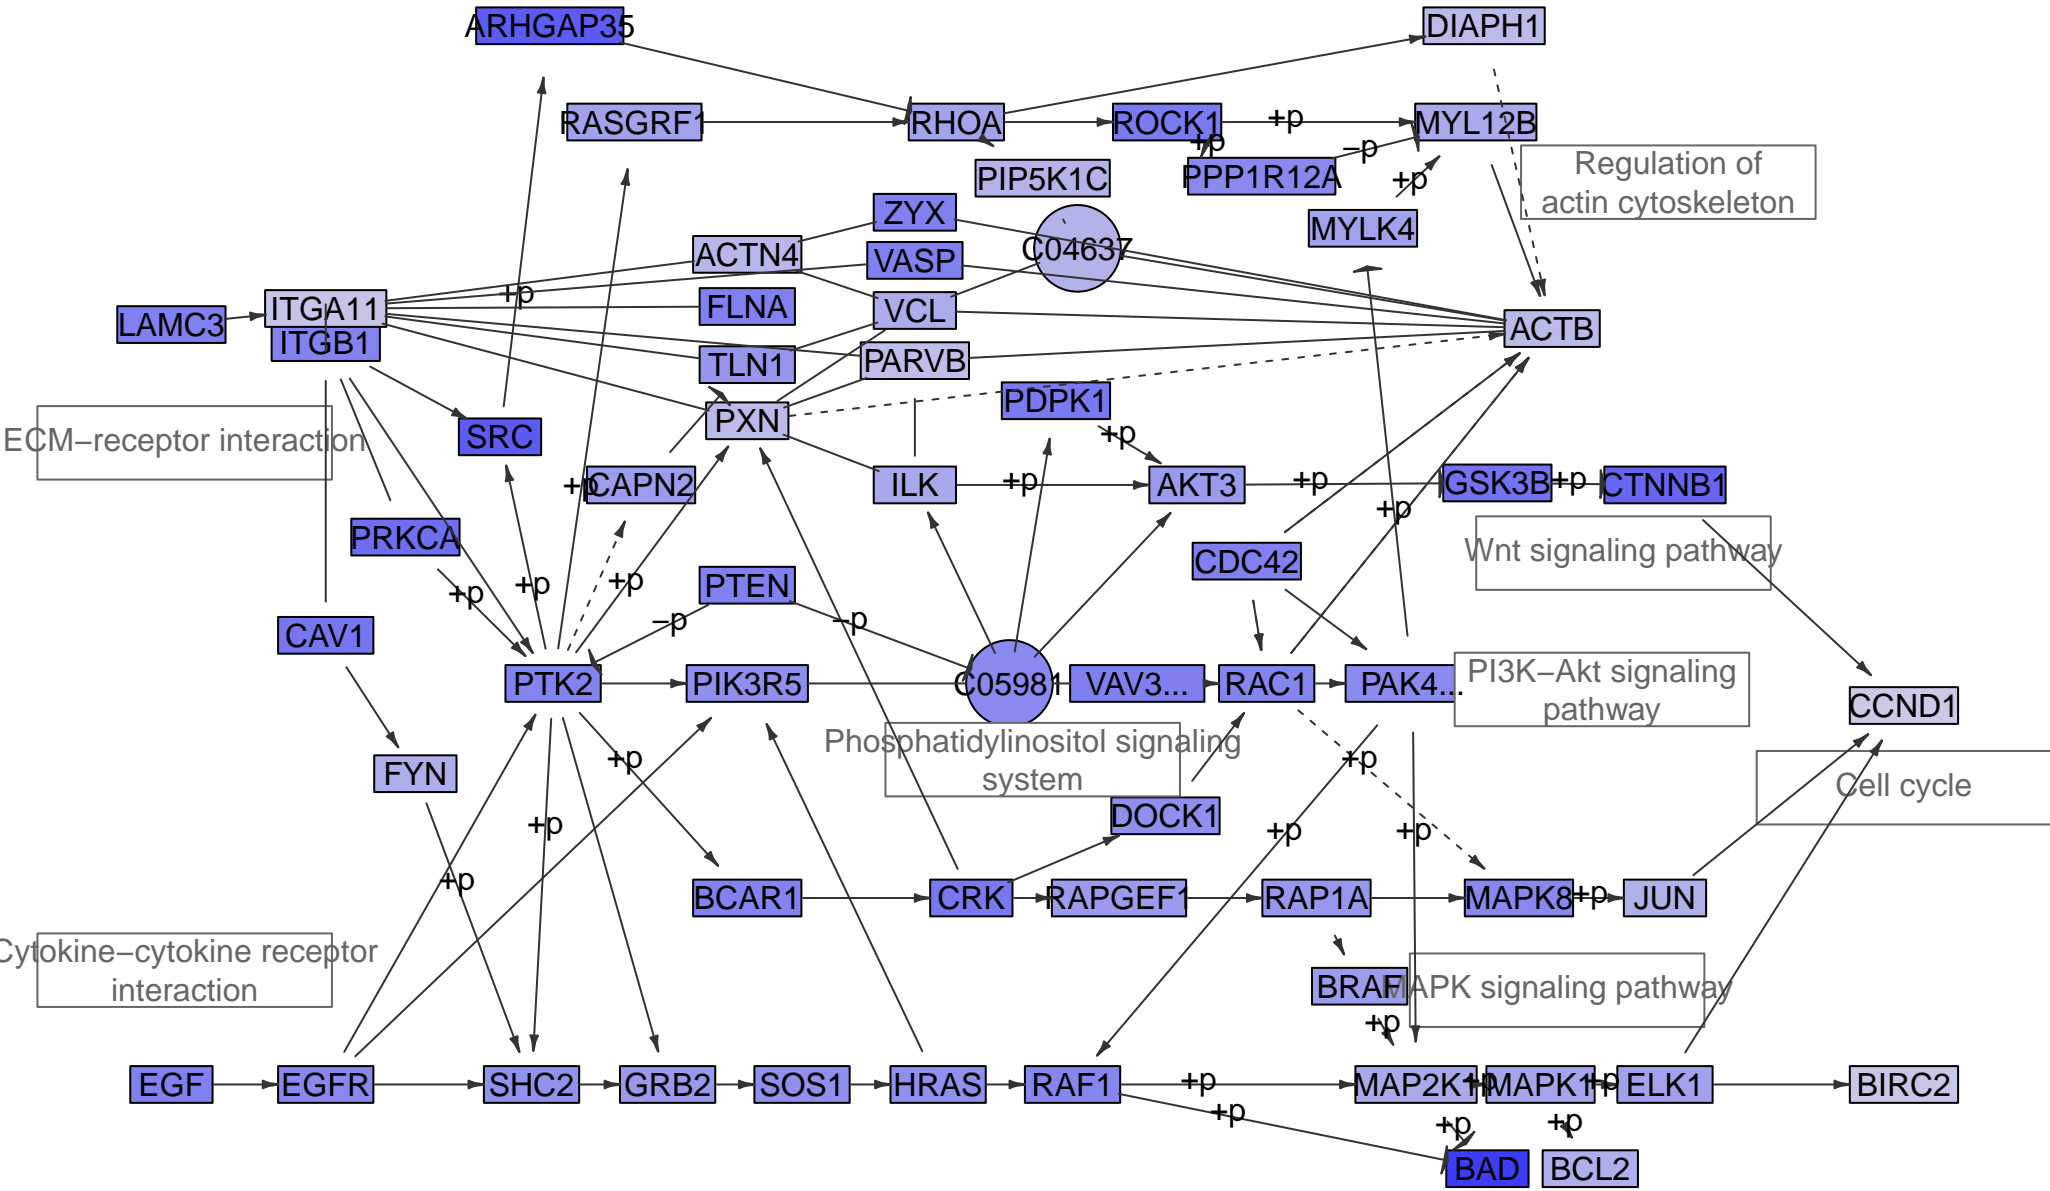 ARHGAP35
DIAPH1
RASGRF1
RHOA
ROCK1
+p
MYL12B
+p
–p
PIP5K1C
PPP1R12A
+p
Regulation of
actin cytoskeleton
ZYX
MYLK4
ACTN4
VASP
C04637
+p
LAMC3
ITGA11
FLNA
VCL
ITGB1
TLN1
PARVB
ACTB
PDPK1
PXN
SRC
+p
ECM–receptor interaction
+p
CAPN2
ILK
+p
AKT3
+p
GSK3B
+p
CTNNB1
+p
PRKCA
Wnt signaling pathway
CDC42
+p
+p
+p
PTEN
–p
–p
CAV1
PTK2
PIK3R5
C05981
VAV3...
RAC1
PAK4...
PI3K–Akt signaling
pathway
CCND1
Phosphatidylinositol signaling
system
+p
+p
FYN
Cell cycle
DOCK1
+p
+p
+p
+p
BCAR1
CRK
RAPGEF1
RAP1A
MAPK8
+p
JUN
Cytokine–cytokine receptor
interaction
BRAF
MAPK signaling pathway
+p
EGF
EGFR
SHC2
GRB2
SOS1
HRAS
RAF1
+p
MAP2K1
+p
MAPK1
+p
ELK1
BIRC2
+p
+p
+p
BAD
BCL2